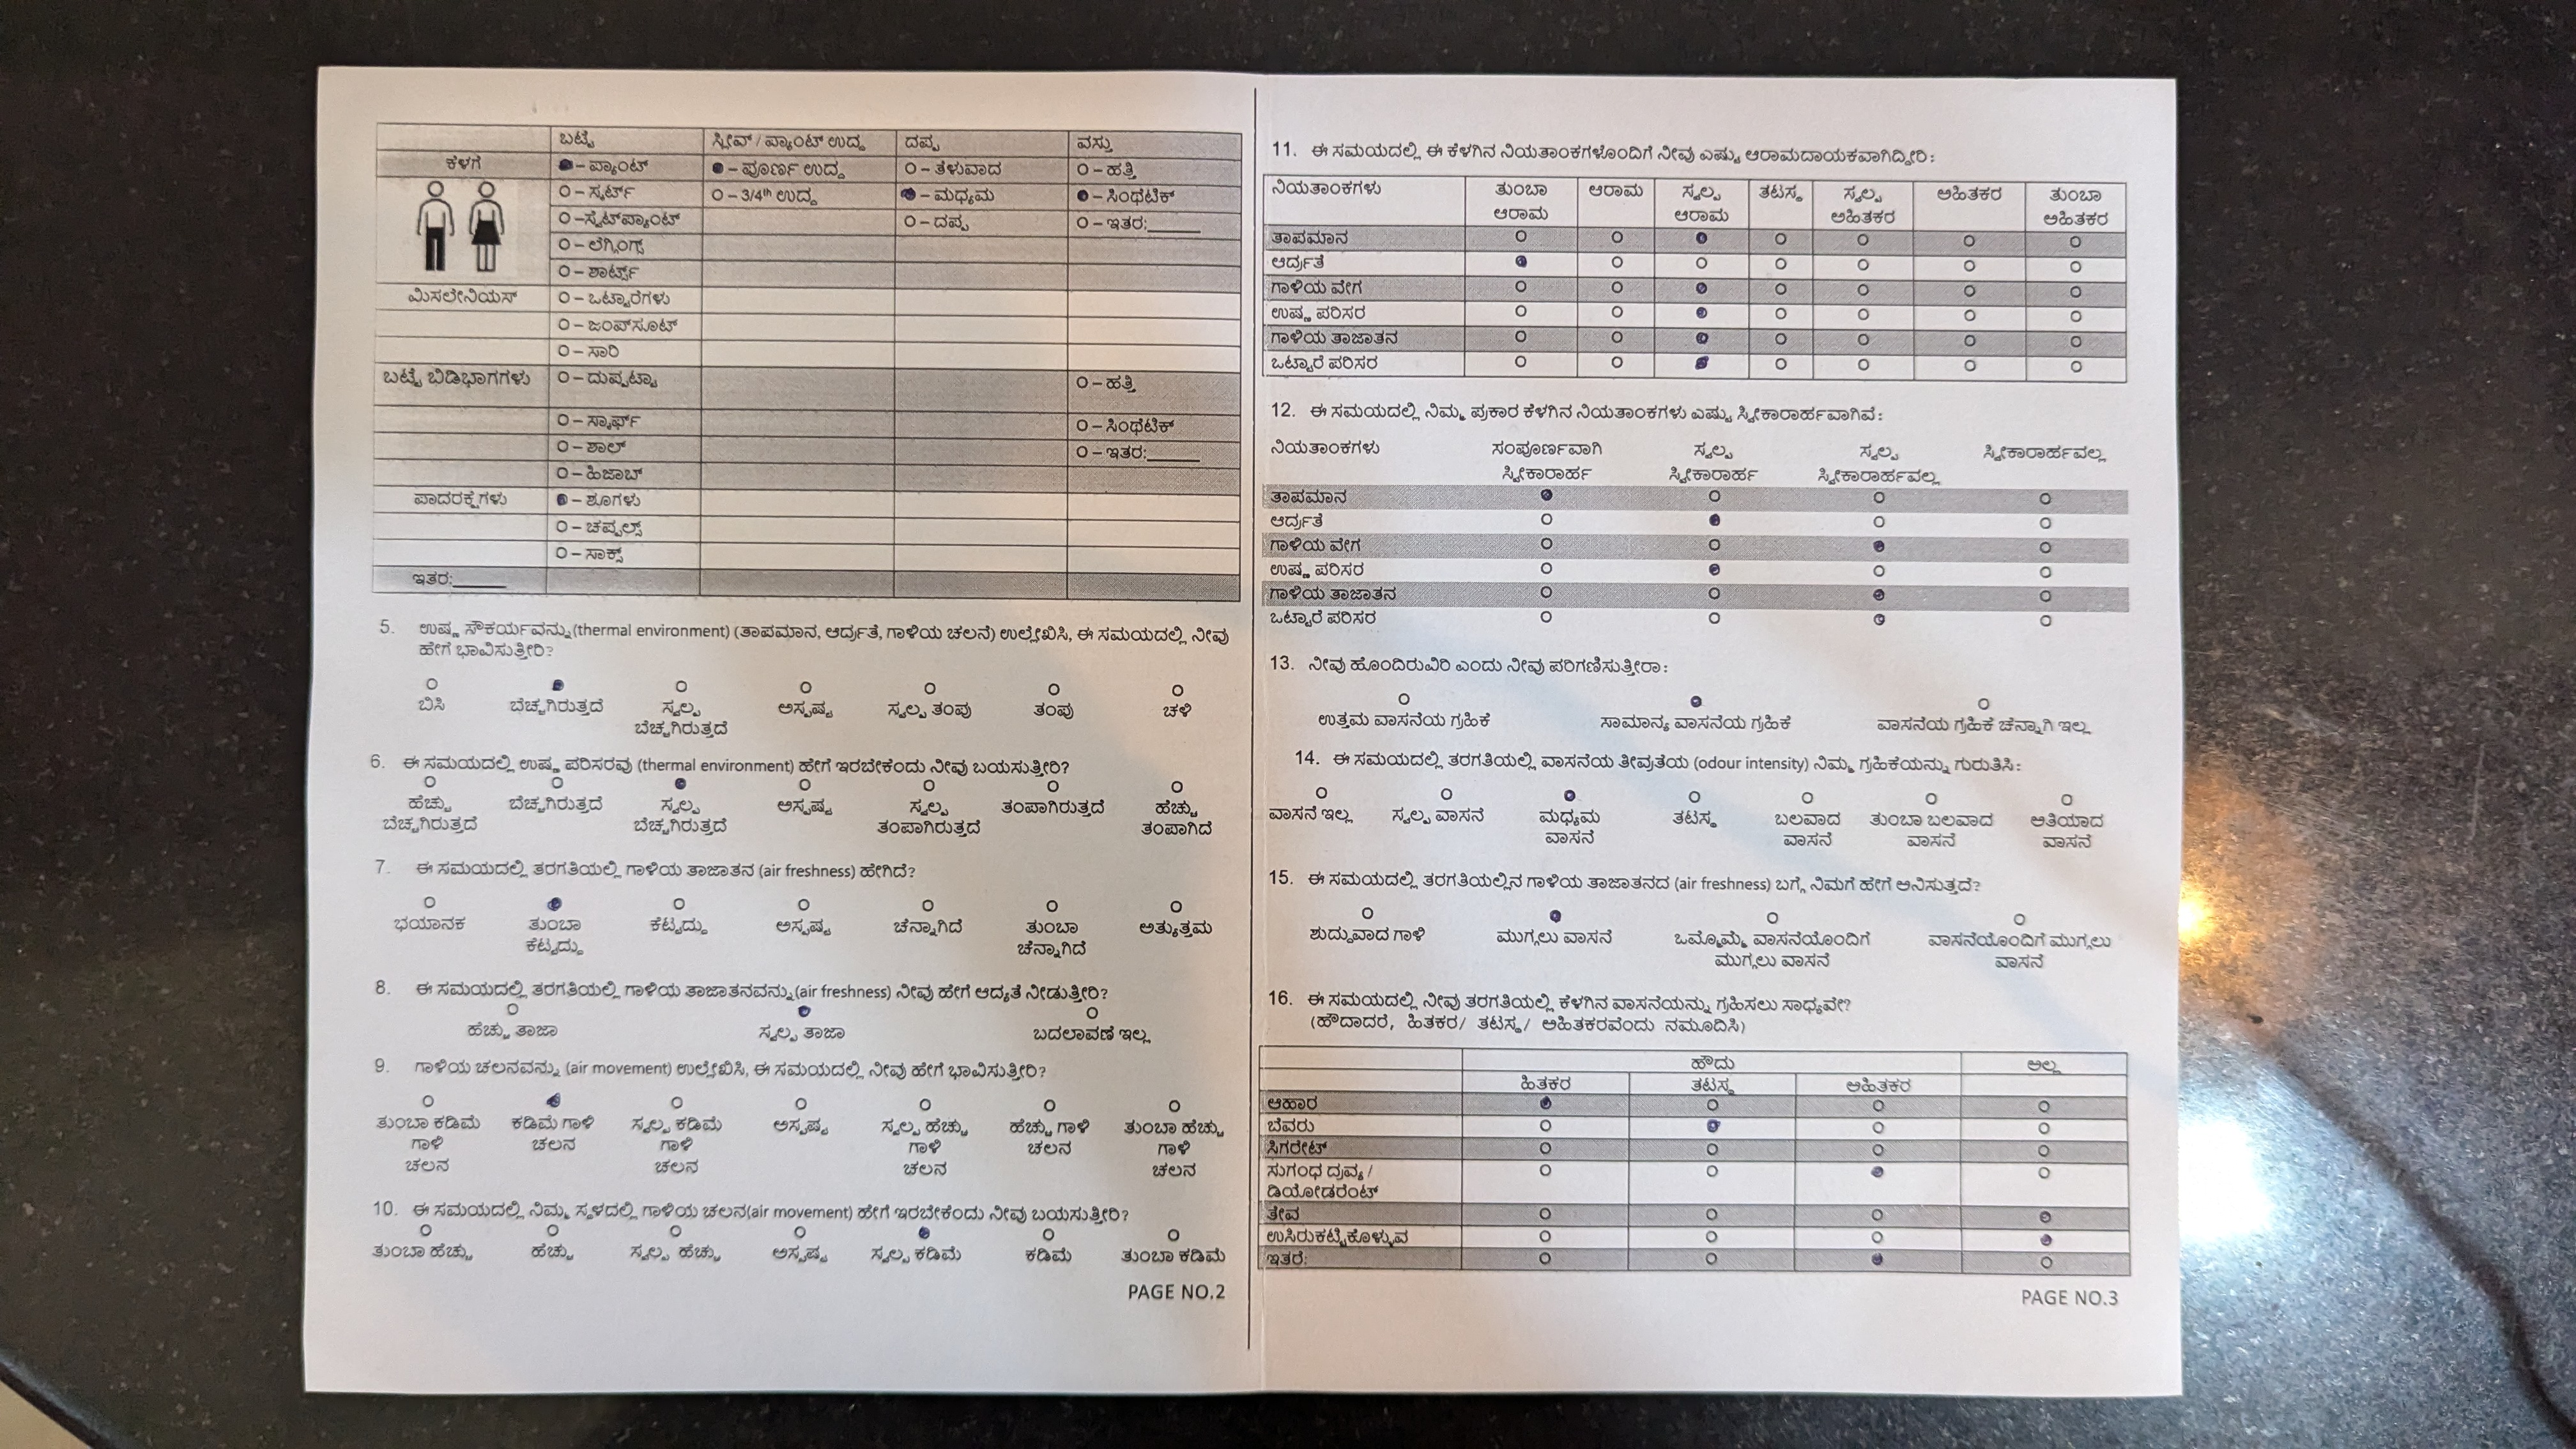 ಬಟ್ಟೆ ಸ್ಲೀವ್ / ಪ್ಯಾಂಟ್ ಉದ್ದ ದಪ್ಪ ವಸ್ತು
ಕೆಳಗೆ ●– ಪ್ಯಾಂಟ್ ●– ಪೂರ್ಣ ಉದ್ದ O – ತೆಳುವಾದ O – ಹತ್ತಿ
O – ಸ್ಕರ್ಟ್ O – 3/4th ಉದ್ದ ●– ಮಧ್ಯಮ ●– ಸಿಂಥಟಿಕ್
O –ಸ್ವೆಟ್‌ಪ್ಯಾಂಟ್ O – ದಪ್ಪ O – ಇತರ:______
O – ಲೆಗ್ಗಿಂಗ್ಸ್
O – ಶಾರ್ಟ್ಸ್
ಮಿಸಲೇನಿಯಸ್ O – ಒಟ್ಟಾರೆಗಳು
O – ಜಂಪ್‌ಸೂಟ್
O – ಸಾರಿ
ಬಟ್ಟೆ ಬಿಡಿಭಾಗಗಳು O – ದುಪ್ಪಟ್ಟಾ O – ಹತ್ತಿ
O – ಸ್ಕಾರ್ಫ್ O – ಸಿಂಥಟಿಕ್
O – ಶಾಲ್ O – ಇತರ:______
O – ಹಿಜಾಬ್
ಪಾದರಕ್ಷೆಗಳು ●– ಶೂಗಳು
O – ಚಪ್ಪಲ್ಸ್
O – ಸಾಕ್ಸ್
ಇತರ:______
5. ಉಷ್ಣ ಸೌಕರ್ಯವನ್ನು (thermal environment) (ತಾಪಮಾನ, ಆರ್ದ್ರತೆ, ಗಾಳಿಯ ಚಲನೆ) ಉಲ್ಲೇಖಿಸಿ, ಈ ಸಮಯದಲ್ಲಿ ನೀವು
ಹೇಗೆ ಭಾವಿಸುತ್ತೀರಿ?
ಬಿಸಿ ಬೆಚ್ಚಗಿರುತ್ತದೆ ಸ್ವಲ್ಪ ಅಸ್ಪಷ್ಟ ಸ್ವಲ್ಪ ತಂಪು ತಂಪು ಚಳಿ
ಬೆಚ್ಚಗಿರುತ್ತದೆ
6. ಈ ಸಮಯದಲ್ಲಿ ಉಷ್ಣ ಪರಿಸರವು (thermal environment) ಹೇಗೆ ಇರಬೇಕೆಂದು ನೀವು ಬಯಸುತ್ತೀರಿ?
ಹೆಚ್ಚು ಬೆಚ್ಚಗಿರುತ್ತದೆ ಸ್ವಲ್ಪ ಅಸ್ಪಷ್ಟ ಸ್ವಲ್ಪ ತಂಪಾಗಿರುತ್ತದೆ ಹೆಚ್ಚು
ಬೆಚ್ಚಗಿರುತ್ತದೆ ಬೆಚ್ಚಗಿರುತ್ತದೆ ತಂಪಾಗಿರುತ್ತದೆ ತಂಪಾಗಿದೆ
7. ಈ ಸಮಯದಲ್ಲಿ ತರಗತಿಯಲ್ಲಿ ಗಾಳಿಯ ತಾಜಾತನ (air freshness) ಹೇಗಿದೆ?
ಭಯಾನಕ ತುಂಬಾ ಕೆಟ್ಟದ್ದು ಅಸ್ಪಷ್ಟ ಚೆನ್ನಾಗಿದೆ ತುಂಬಾ ಅತ್ಯುತ್ತಮ
ಕೆಟ್ಟದ್ದು ಚೆನ್ನಾಗಿದೆ
8. ಈ ಸಮಯದಲ್ಲಿ ತರಗತಿಯಲ್ಲಿ ಗಾಳಿಯ ತಾಜಾತನವನ್ನು (air freshness) ನೀವು ಹೇಗೆ ಆದ್ಯತೆ ನೀಡುತ್ತೀರಿ?
ಹೆಚ್ಚು ತಾಜಾ ಸ್ವಲ್ಪ ತಾಜಾ ಬದಲಾವಣೆ ಇಲ್ಲ
9. ಗಾಳಿಯ ಚಲನವನ್ನು (air movement) ಉಲ್ಲೇಖಿಸಿ, ಈ ಸಮಯದಲ್ಲಿ ನೀವು ಹೇಗೆ ಭಾವಿಸುತ್ತೀರಿ?
ತುಂಬಾ ಕಡಿಮೆ ಕಡಿಮೆ ಗಾಳಿ ಸ್ವಲ್ಪ ಕಡಿಮೆ ಅಸ್ಪಷ್ಟ ಸ್ವಲ್ಪ ಹೆಚ್ಚು ಹೆಚ್ಚು ಗಾಳಿ ತುಂಬಾ ಹೆಚ್ಚು
ಗಾಳಿ ಚಲನ ಗಾಳಿ ಗಾಳಿ ಚಲನ ಗಾಳಿ
ಚಲನ ಚಲನ ಚಲನ ಚಲನ
10. ಈ ಸಮಯದಲ್ಲಿ ನಿಮ್ಮ ಸ್ಥಳದಲ್ಲಿ ಗಾಳಿಯ ಚಲನ(air movement) ಹೇಗೆ ಇರಬೇಕೆಂದು ನೀವು ಬಯಸುತ್ತೀರಿ?
ತುಂಬಾ ಹೆಚ್ಚು ಹೆಚ್ಚು ಸ್ವಲ್ಪ ಹೆಚ್ಚು ಅಸ್ಪಷ್ಟ ಸ್ವಲ್ಪ ಕಡಿಮೆ ಕಡಿಮೆ ತುಂಬಾ ಕಡಿಮೆ
PAGE NO.2
11. ಈ ಸಮಯದಲ್ಲಿ ಈ ಕೆಳಗಿನ ನಿಯತಾಂಕಗಳೊಂದಿಗೆ ನೀವು ಎಷ್ಟು ಆರಾಮದಾಯಕವಾಗಿದ್ದೀರಿ:
ನಿಯತಾಂಕಗಳು ತುಂಬಾ ಆರಾಮ ಸ್ವಲ್ಪ ತಟಸ್ಥ ಸ್ವಲ್ಪ ಅಹಿತಕರ ತುಂಬಾ
ಆರಾಮ ಆರಾಮ ಅಹಿತಕರ ಅಹಿತಕರ
ತಾಪಮಾನ
ಆರ್ದ್ರತೆ
ಗಾಳಿಯ ವೇಗ
ಉಷ್ಣ ಪರಿಸರ
ಗಾಳಿಯ ತಾಜಾತನ
ಒಟ್ಟಾರೆ ಪರಿಸರ
12. ಈ ಸಮಯದಲ್ಲಿ ನಿಮ್ಮ ಪ್ರಕಾರ ಕೆಳಗಿನ ನಿಯತಾಂಕಗಳು ಎಷ್ಟು ಸ್ವೀಕಾರಾರ್ಹವಾಗಿವೆ:
ನಿಯತಾಂಕಗಳು ಸಂಪೂರ್ಣವಾಗಿ ಸ್ವಲ್ಪ ಸ್ವಲ್ಪ ಸ್ವೀಕಾರಾರ್ಹವಲ್ಲ
ಸ್ವೀಕಾರಾರ್ಹ ಸ್ವೀಕಾರಾರ್ಹ ಸ್ವೀಕಾರಾರ್ಹವಲ್ಲ
ತಾಪಮಾನ
ಆರ್ದ್ರತೆ
ಗಾಳಿಯ ವೇಗ
ಉಷ್ಣ ಪರಿಸರ
ಗಾಳಿಯ ತಾಜಾತನ
ಒಟ್ಟಾರೆ ಪರಿಸರ
13. ನೀವು ಹೊಂದಿರುವಿರಿ ಎಂದು ನೀವು ಪರಿಗಣಿಸುತ್ತೀರಾ:
ಉತ್ತಮ ವಾಸನೆಯ ಗ್ರಹಿಕೆ ಸಾಮಾನ್ಯ ವಾಸನೆಯ ಗ್ರಹಿಕೆ ವಾಸನೆಯ ಗ್ರಹಿಕೆ ಚೆನ್ನಾಗಿ ಇಲ್ಲ
14. ಈ ಸಮಯದಲ್ಲಿ ತರಗತಿಯಲ್ಲಿ ವಾಸನೆಯ ತೀವ್ರತೆಯ (odour intensity) ನಿಮ್ಮ ಗ್ರಹಿಕೆಯನ್ನು ಗುರುತಿಸಿ:
ವಾಸನೆ ಇಲ್ಲ ಸ್ವಲ್ಪ ವಾಸನೆ ಮಧ್ಯಮ ತಟಸ್ಥ ಬಲವಾದ ತುಂಬಾ ಬಲವಾದ ಅತಿಯಾದ
ವಾಸನೆ ವಾಸನೆ ವಾಸನೆ ವಾಸನೆ
15. ಈ ಸಮಯದಲ್ಲಿ ತರಗತಿಯಲ್ಲಿನ ಗಾಳಿಯ ತಾಜಾತನದ (air freshness) ಬಗ್ಗೆ ನಿಮಗೆ ಹೇಗೆ ಅನಿಸುತ್ತದೆ?
ಶುದ್ಧುವಾದ ಗಾಳಿ ಮುಗ್ಗಲು ವಾಸನೆ ಒಮ್ಮೊಮ್ಮೆ ವಾಸನೆಯೊಂದಿಗೆ ವಾಸನೆಯೊಂದಿಗೆ ಮುಗ್ಗಲು
ಮುಗ್ಗಲು ವಾಸನೆ ವಾಸನೆ
16. ಈ ಸಮಯದಲ್ಲಿ ನೀವು ತರಗತಿಯಲ್ಲಿ ಕೆಳಗಿನ ವಾಸನೆಯನ್ನು ಗ್ರಹಿಸಲು ಸಾಧ್ಯವೇ?
(ಹೌದಾದರೆ, ಹಿತಕರ/ ತಟಸ್ಥ/ ಅಹಿತಕರವೆಂದು ನಮೂದಿಸಿ)
ಹೌದು ಅಲ್ಲ
ಹಿತಕರ ತಟಸ್ಥ ಅಹಿತಕರ
ಆಹಾರ
ಬೆವರು
ಸಿಗರೇಟ್
ಸುಗಂಧ ದ್ರವ್ಯ /
ಡಿಯೋಡರೆಂಟ್
ತೇವ
ಉಸಿರುಕಟ್ಟಿಕೊಳ್ಳುವ
ಇತರೆ:
PAGE NO.3